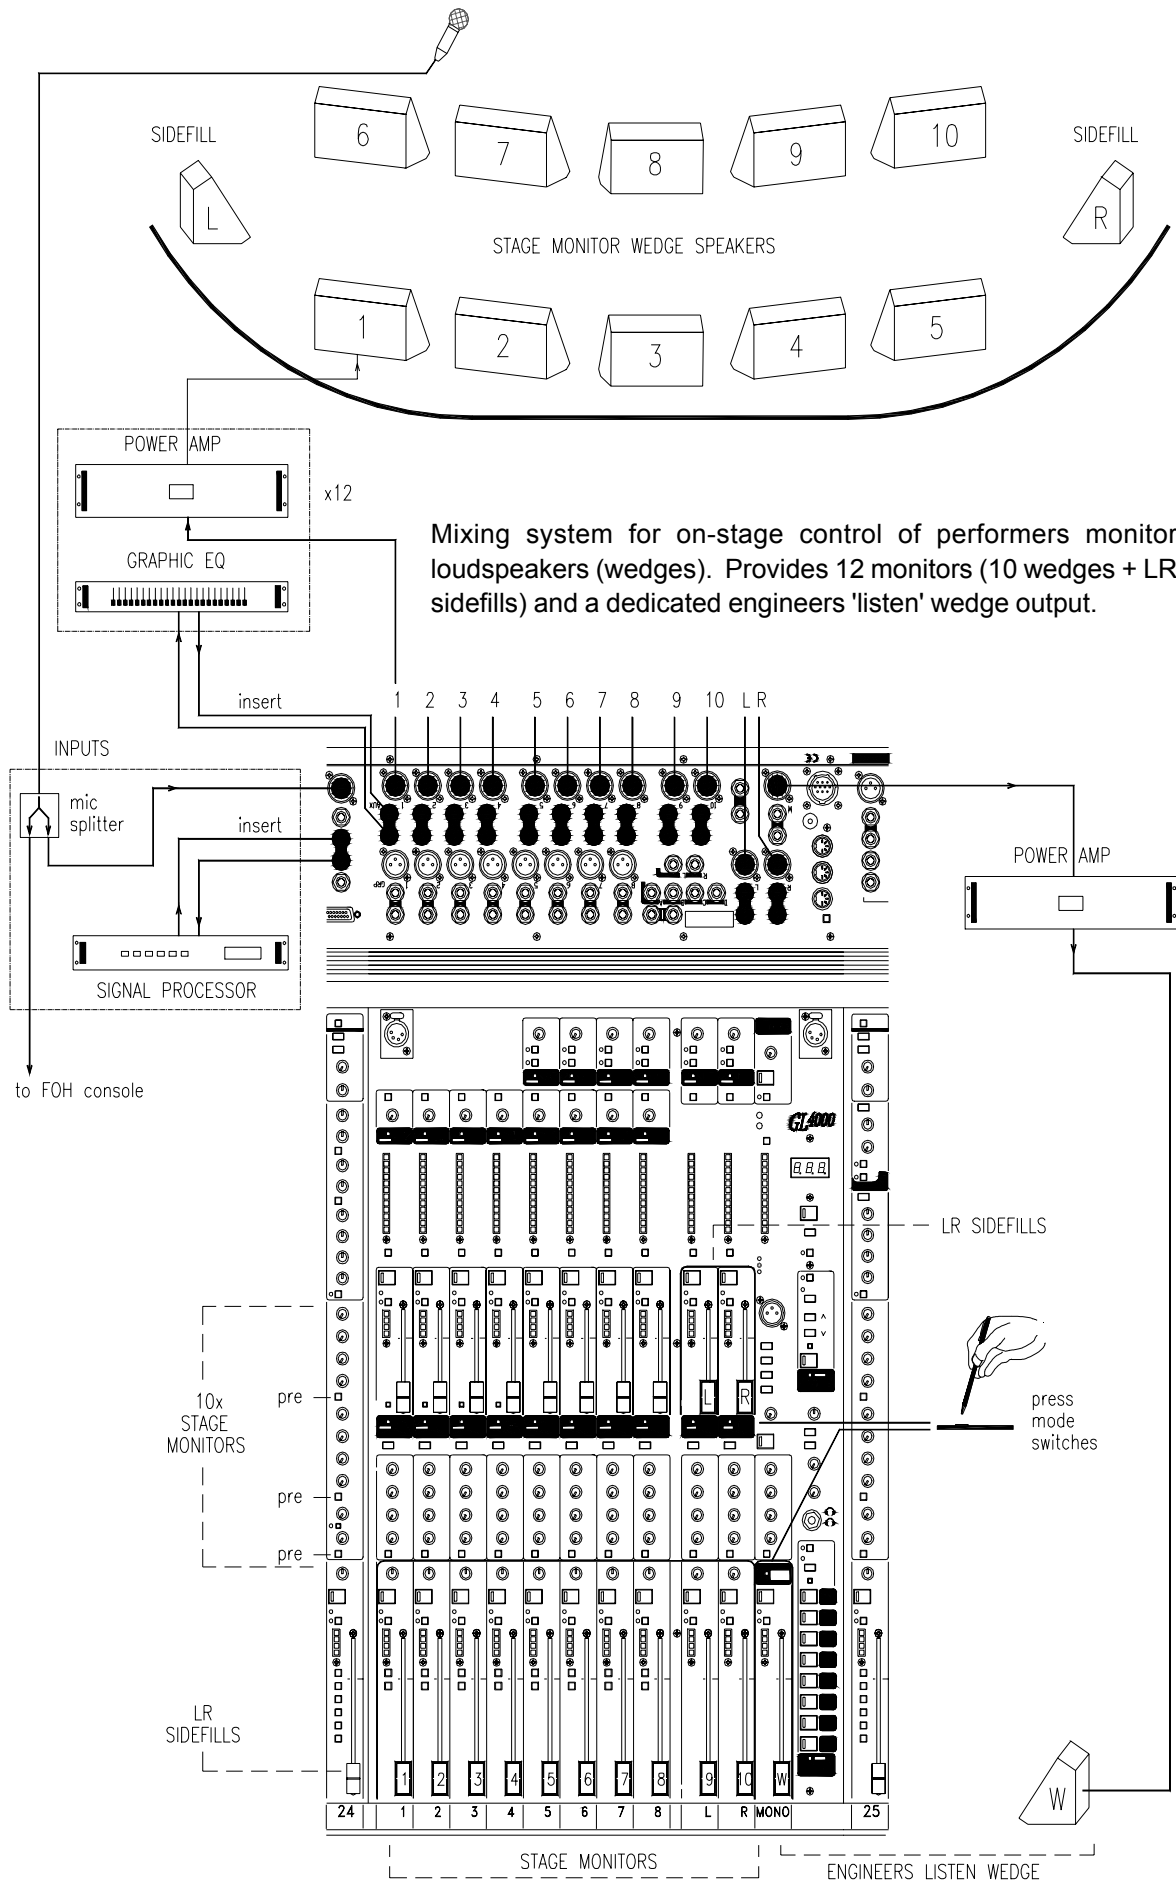 6
7
8
9
10
SIDEFILL
SIDEFILL
L
R
STAGE MONITOR WEDGE SPEAKERS
1
2
3
4
5
POWER AMP
x12
GRAPHIC EQ
Mixing system for on-stage control of performers monitor
loudspeakers (wedges). Provides 12 monitors (10 wedges + LR
sidefills) and a dedicated engineers 'listen' wedge output.
insert
1 2 3 4 5 6 7 8 9 10 L R
INPUTS
mic
splitter
insert
SIGNAL PROCESSOR
to FOH console
POWER AMP
GL4000
LR SIDEFILLS
10x
STAGE
MONITORS
pre
pre
pre
L R
press
mode
switches
LR
SIDEFILLS
1 2 3 4 5 6 7 8 9 10 W
24 1 2 3 4 5 6 7 8 L R MONO 25
W
STAGE MONITORS
ENGINEERS LISTEN WEDGE